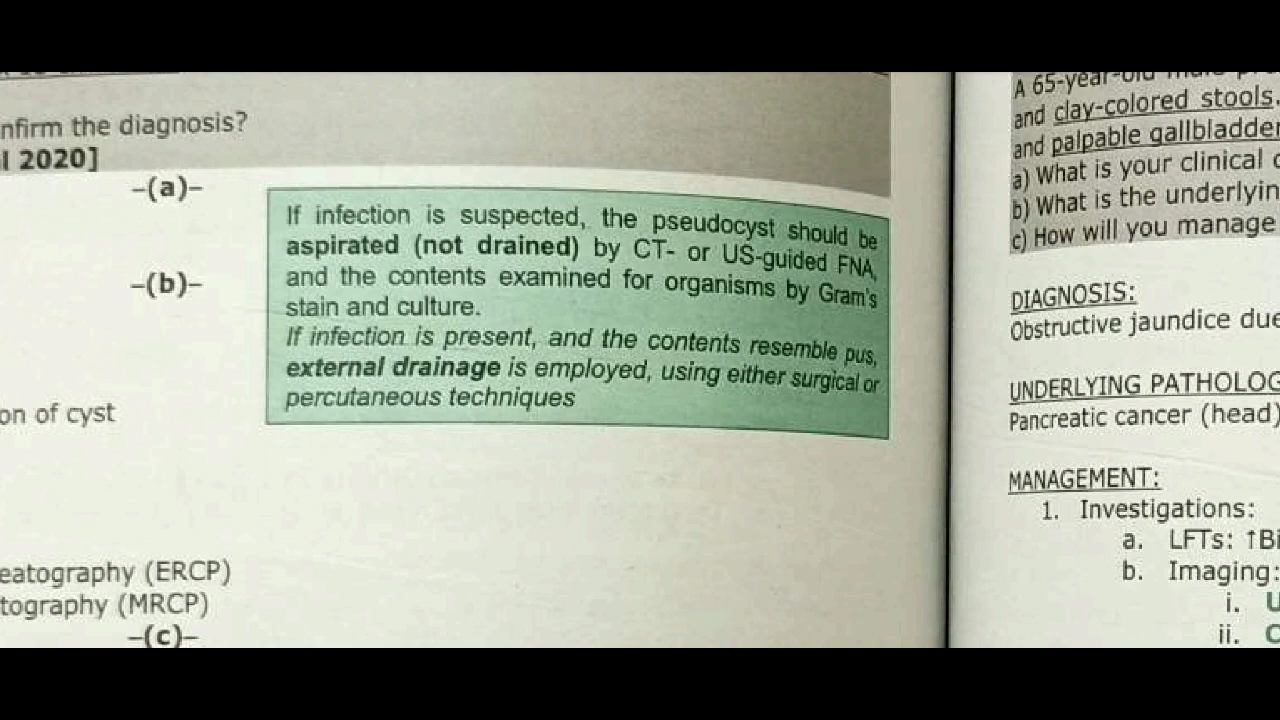 nfirm the diagnosis?
l 2020]
–(a)–
–(b)–
on of cyst
eatography (ERCP)
tography (MRCP)
–(c)–
If infection is suspected, the pseudocyst should be
aspirated (not drained) by CT- or US-guided FNA,
and the contents examined for organisms by Gram's
stain and culture.
If infection is present, and the contents resemble pus,
external drainage is employed, using either surgical or
percutaneous techniques
A 65-year-old male
and clay-colored stools,
and palpable gallbladder
a) What is your clinical
b) What is the underlyin
c) How will you manage
DIAGNOSIS:
Obstructive jaundice due
UNDERLYING PATHOLOG
Pancreatic cancer (head)
MANAGEMENT:
1. Investigations:
a. LFTs: ↑Bi
b. Imaging:
i. U
ii. C